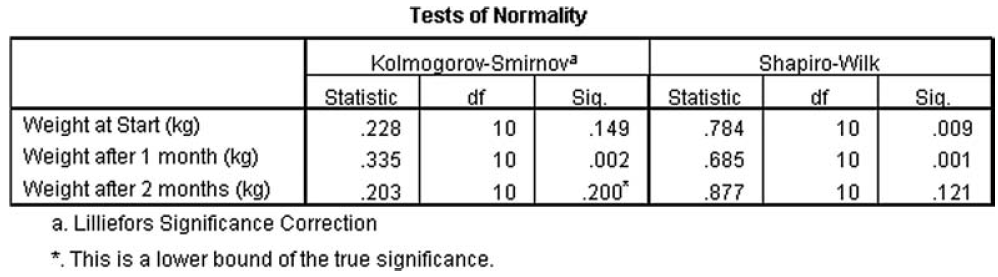 Tests of Normality
Kolmogorov-Smirnovᵃ Shapiro-Wilk
Statistic df Sig. Statistic df Sig.
Weight at Start (kg) .228 10 .149 .784 10 .009
Weight after 1 month (kg) .335 10 .002 .685 10 .001
Weight after 2 months (kg) .203 10 .200* .877 10 .121
a. Lilliefors Significance Correction
*. This is a lower bound of the true significance.